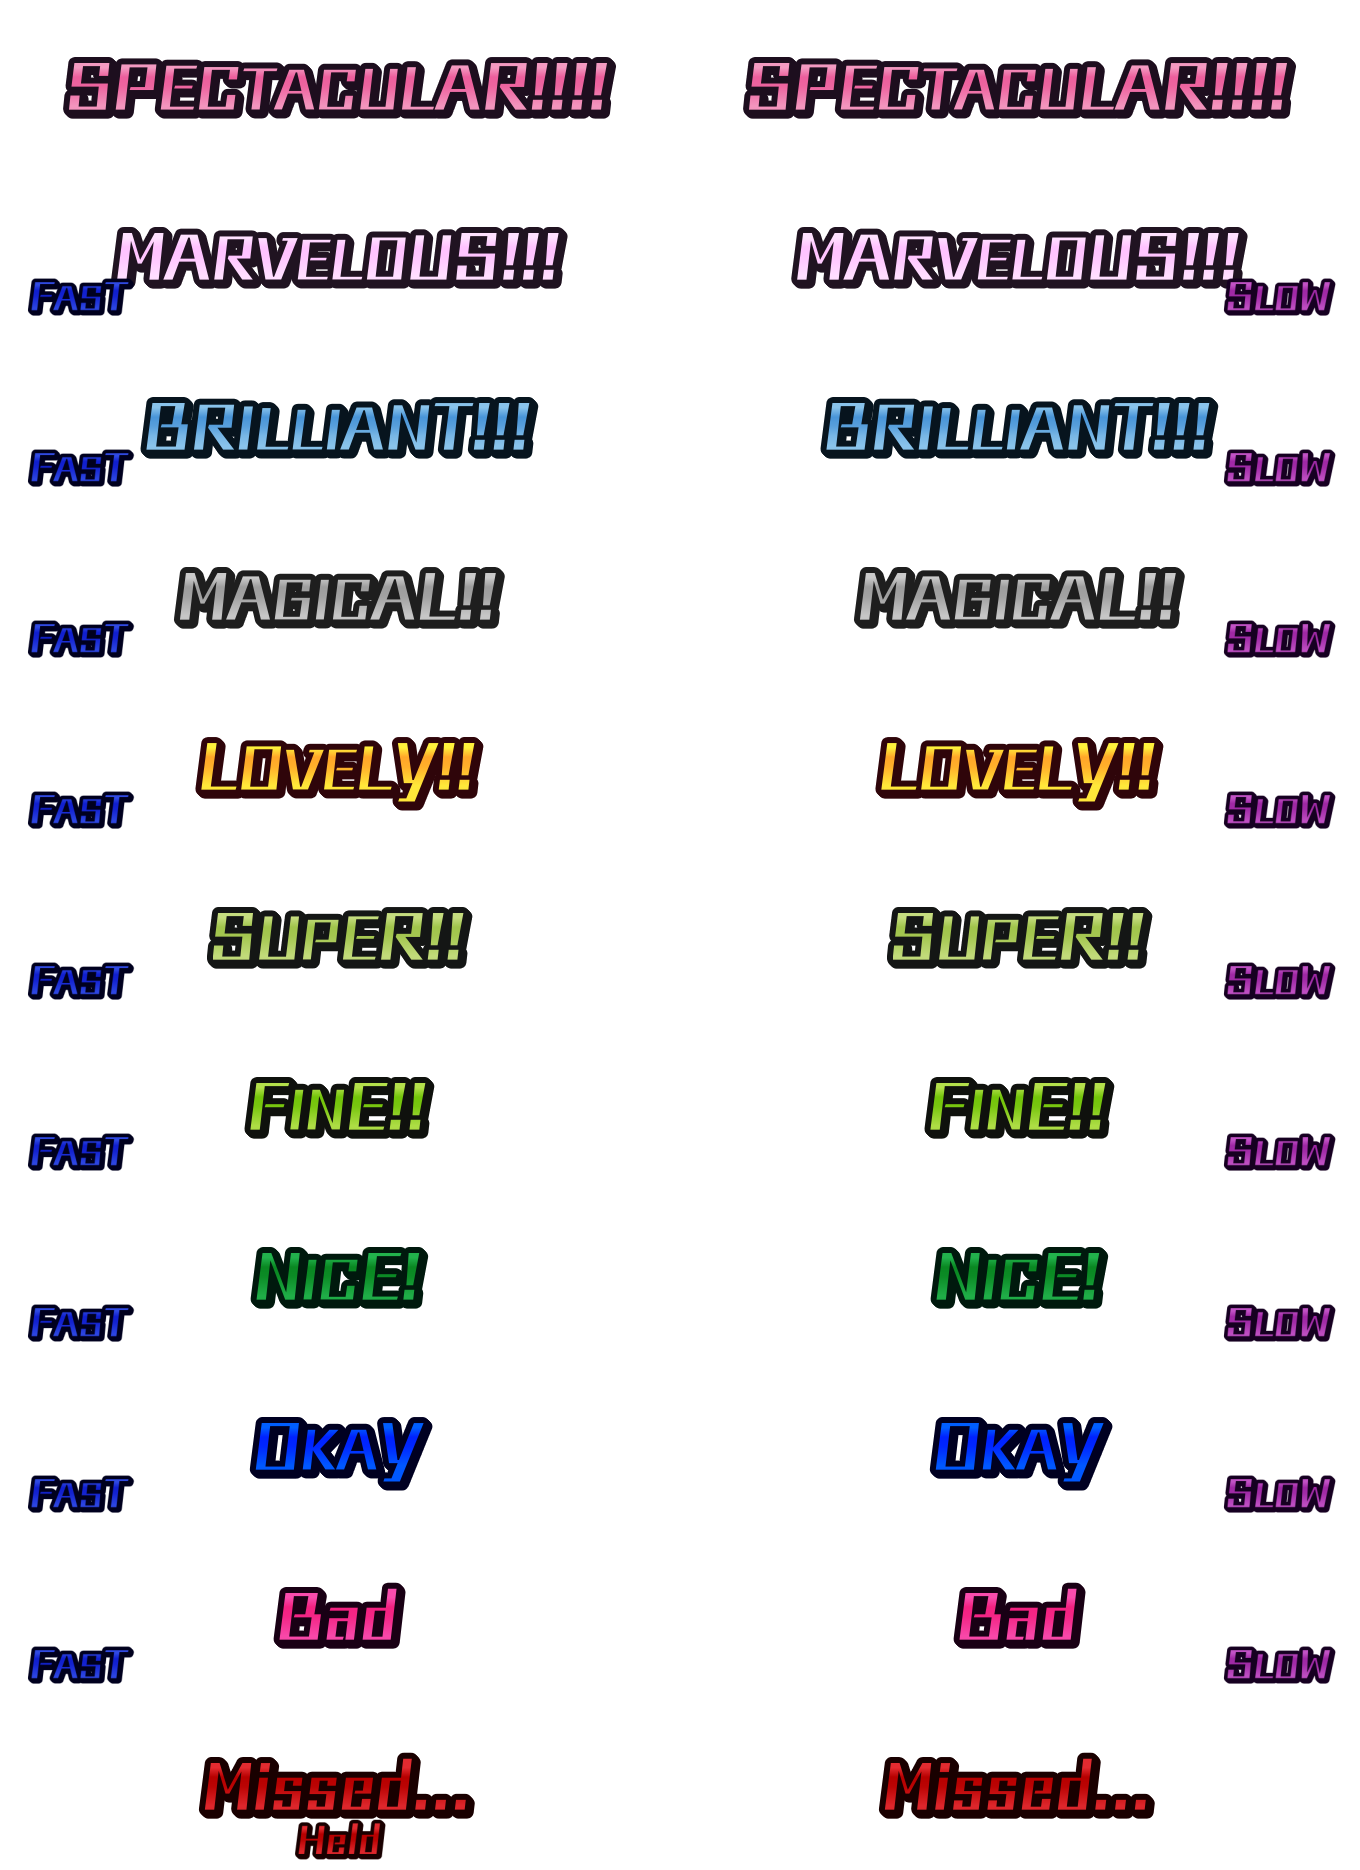 SPECTACULAR!!!! SPECTACULAR!!!!
MARVELOUS!!! MARVELOUS!!!
FAST SLOW
BRILLIANT!!! BRILLIANT!!!
FAST SLOW
MAGICAL!! MAGICAL!!
FAST SLOW
LOVELY!! LOVELY!!
FAST SLOW
SUPER!! SUPER!!
FAST SLOW
FINE!! FINE!!
FAST SLOW
NICE! NICE!
FAST SLOW
OKAY OKAY
FAST SLOW
Bad Bad
FAST SLOW
Missed... Missed...
Held